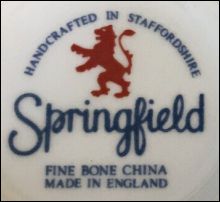 HANDCRAFTED IN STAFFORDSHIRE
Springfield
FINE BONE CHINA
MADE IN ENGLAND